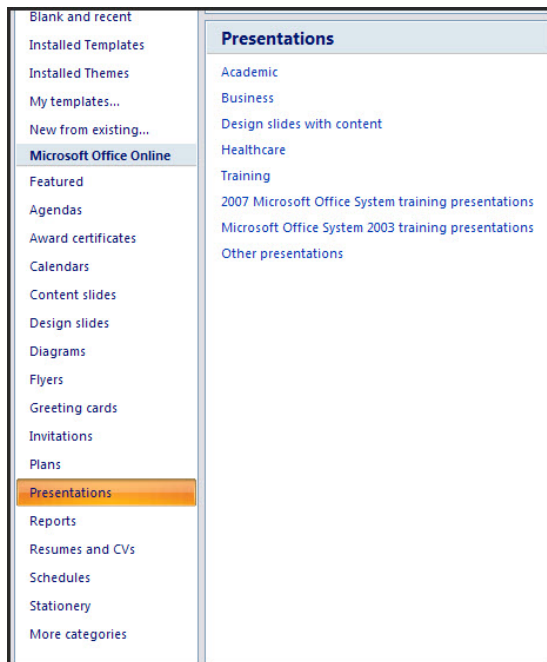 Blank and recent
Installed Templates
Installed Themes
My templates...
New from existing...
Microsoft Office Online
Featured
Agendas
Award certificates
Calendars
Content slides
Design slides
Diagrams
Flyers
Greeting cards
Invitations
Plans
Presentations
Reports
Resumes and CVs
Schedules
Stationery
More categories
Presentations
Academic
Business
Design slides with content
Healthcare
Training
2007 Microsoft Office System training presentations
Microsoft Office System 2003 training presentations
Other presentations